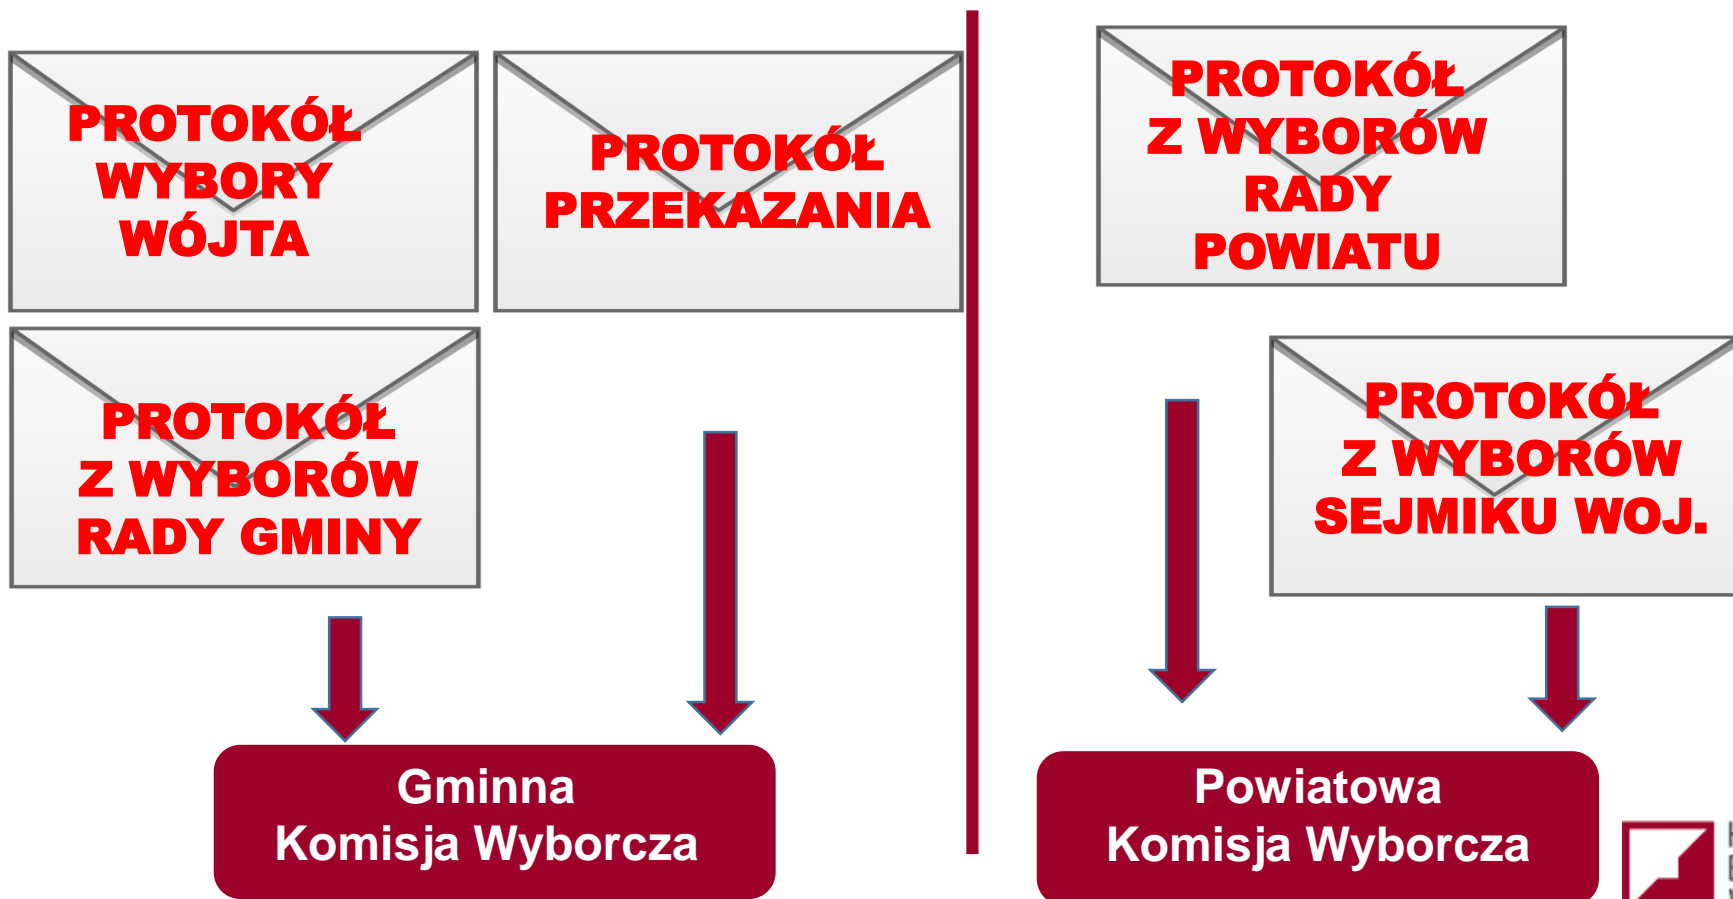 PROTOKÓŁ
WYBORY
WÓJTA
PROTOKÓŁ
PRZEKAZANIA
PROTOKÓŁ
Z WYBORÓW
RADY GMINY
Gminna
Komisja Wyborcza
PROTOKÓŁ
Z WYBORÓW
RADY
POWIATU
PROTOKÓŁ
Z WYBORÓW
SEJMIKU WOJ.
Powiatowa
Komisja Wyborcza